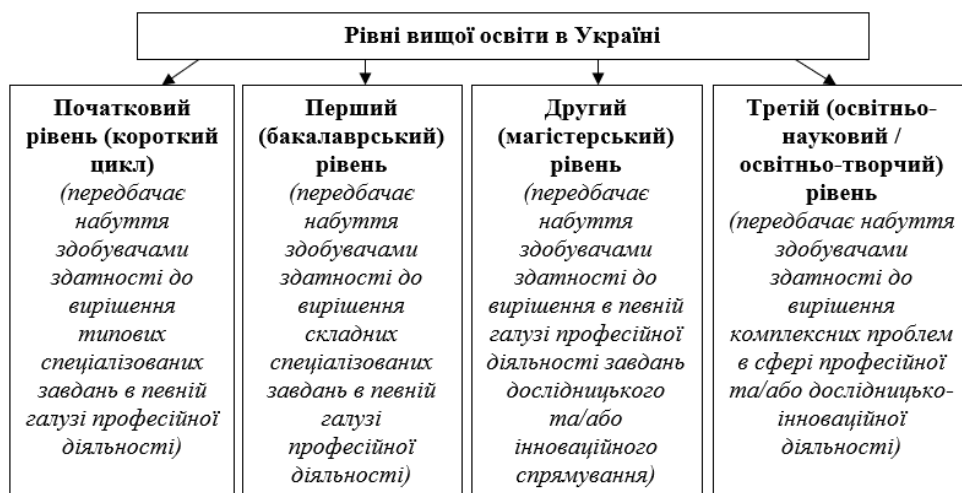 Рівні вищої освіти в Україні
Початковий
рівень (короткий
цикл)
(передбачає
набуття
здобувачами
здатності до
вирішення
типових
спеціалізованих
завдань в певній
галузі професійної
діяльності)
Перший
(бакалаврський)
рівень
(передбачає
набуття
здобувачами
здатності до
вирішення
складних
спеціалізованих
завдань в певній
галузі
професійної
діяльності)
Другий
(магістерський)
рівень
(передбачає
набуття
здобувачами
здатності до
вирішення в певній
галузі професійної
діяльності завдань
дослідницького
та/або
інноваційного
спрямування)
Третій (освітньо-
науковий /
освітньо-творчий)
рівень
(передбачає набуття
здобувачами
здатності до
вирішення
комплексних проблем
в сфері професійної
та/або дослідницько-
інноваційної
діяльності)